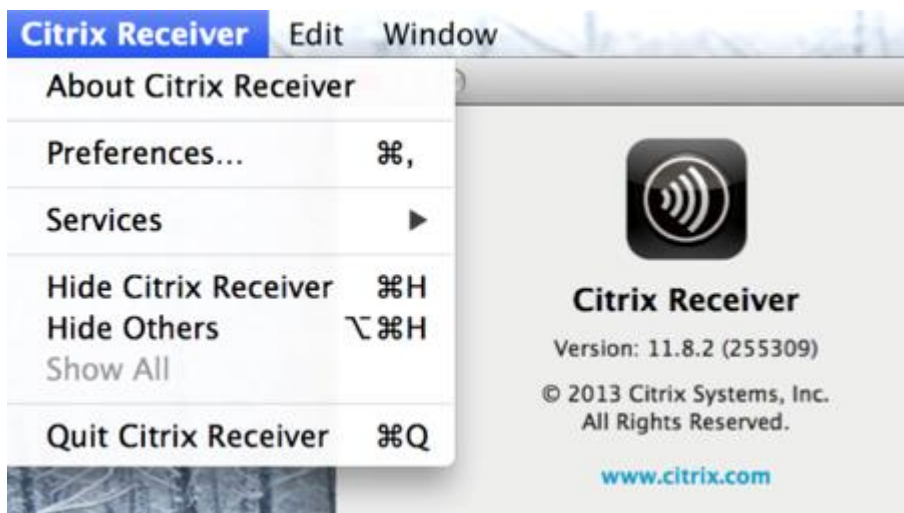 Citrix Receiver Edit Window
About Citrix Receiver
Preferences... ⌘,
Services ▶
Hide Citrix Receiver ⌘H
Hide Others ⌥⌘H
Show All
Quit Citrix Receiver ⌘Q
Citrix Receiver
Version: 11.8.2 (255309)
© 2013 Citrix Systems, Inc.
All Rights Reserved.
www.citrix.com